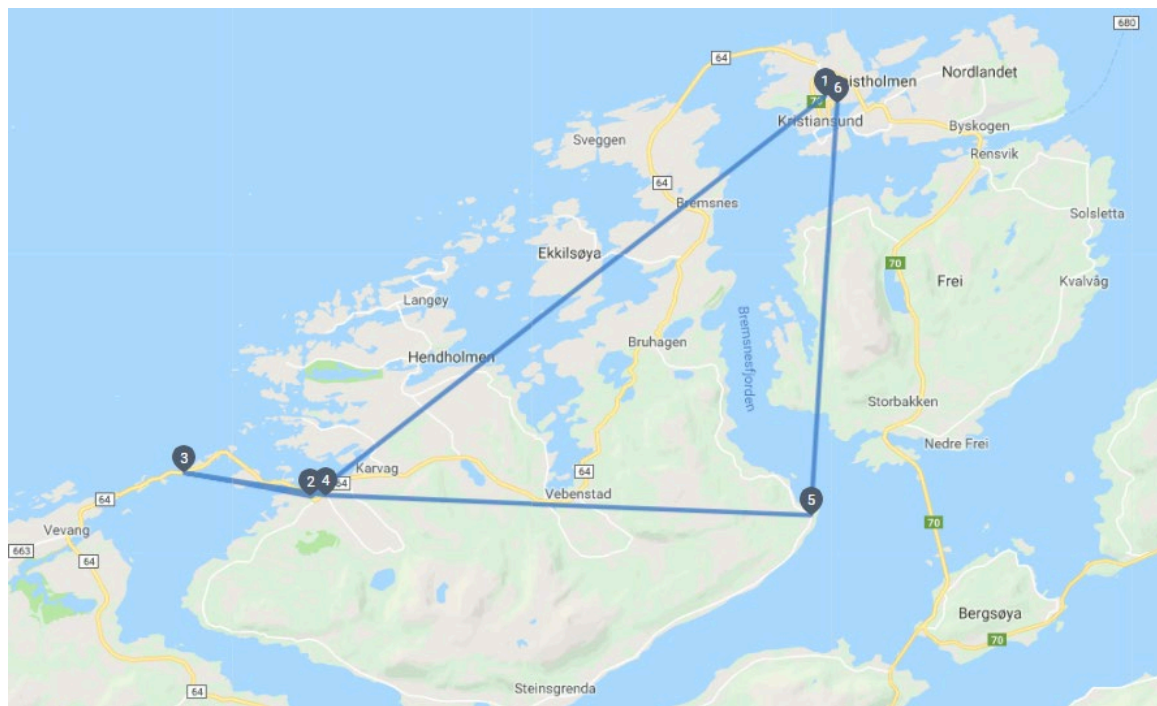 680
64
Nordlandet
1
istholmen
6
70
Kristiansund
Byskogen
Sveggen
Rensvik
64
Bremsnes
Solsletta
Ekkilsøya
70
Frei
Kvalvåg
Langøy
Bremsnesfjorden
Bruhagen
Hendholmen
Storbakken
Nedre Frei
3
Karvag
2
4
64
Vebenstad
64
5
Vevang
70
663
64
Bergsøya
70
Steinsgrenda
64